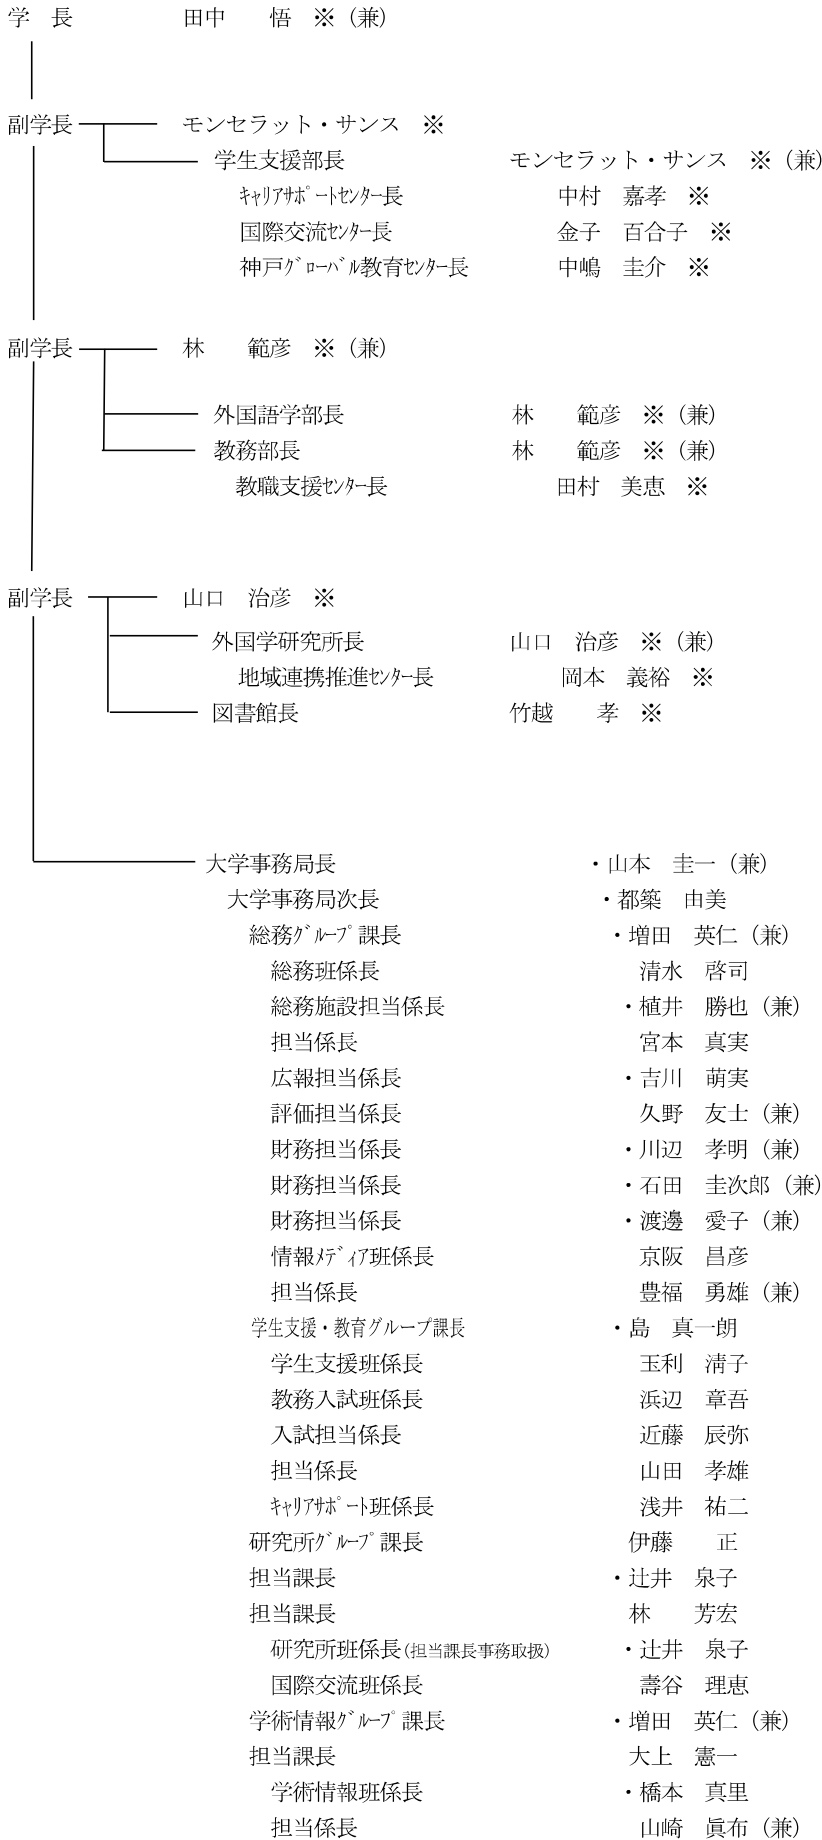 学　長　田中　悟　※（兼）
副学長　モンセラット・サンス　※
学生支援部長　モンセラット・サンス　※（兼）
ｷｬﾘｱｻﾎﾟｰﾄｾﾝﾀｰ長　中村　嘉孝　※
国際交流ｾﾝﾀｰ長　金子　百合子　※
神戸ｸﾞﾛｰﾊﾞﾙ教育ｾﾝﾀｰ長　中嶋　圭介　※
副学長　林　範彦　※（兼）
外国語学部長　林　範彦　※（兼）
教務部長　林　範彦　※（兼）
教職支援ｾﾝﾀｰ長　田村　美恵　※
副学長　山口　治彦　※
外国学研究所長　山口　治彦　※（兼）
地域連携推進ｾﾝﾀｰ長　岡本　義裕　※
図書館長　竹越　孝　※
大学事務局長　・山本　圭一（兼）
大学事務局次長　・都築　由美
総務ｸﾞﾙｰﾌﾟ課長　・増田　英仁（兼）
総務班係長　清水　啓司
総務施設担当係長　・植井　勝也（兼）
担当係長　宮本　真実
広報担当係長　・吉川　萌実
評価担当係長　久野　友士（兼）
財務担当係長　・川辺　孝明（兼）
財務担当係長　・石田　圭次郎（兼）
財務担当係長　・渡邊　愛子（兼）
情報ﾒﾃﾞｨｱ班係長　京阪　昌彦
担当係長　豊福　勇雄（兼）
学生支援・教育グループ課長　・島　真一朗
学生支援班係長　玉利　清子
教務入試班係長　浜辺　章吾
入試担当係長　近藤　辰弥
担当係長　山田　孝雄
ｷｬﾘｱｻﾎﾟｰﾄ班係長　浅井　祐二
研究所ｸﾞﾙｰﾌﾟ課長　伊藤　正
担当課長　・辻井　泉子
担当課長　林　芳宏
研究所班係長(担当課長事務取扱)　・辻井　泉子
国際交流班係長　壽谷　理恵
学術情報ｸﾞﾙｰﾌﾟ課長　・増田　英仁（兼）
担当課長　大上　憲一
学術情報班係長　・橋本　真里
担当係長　山崎　眞布（兼）